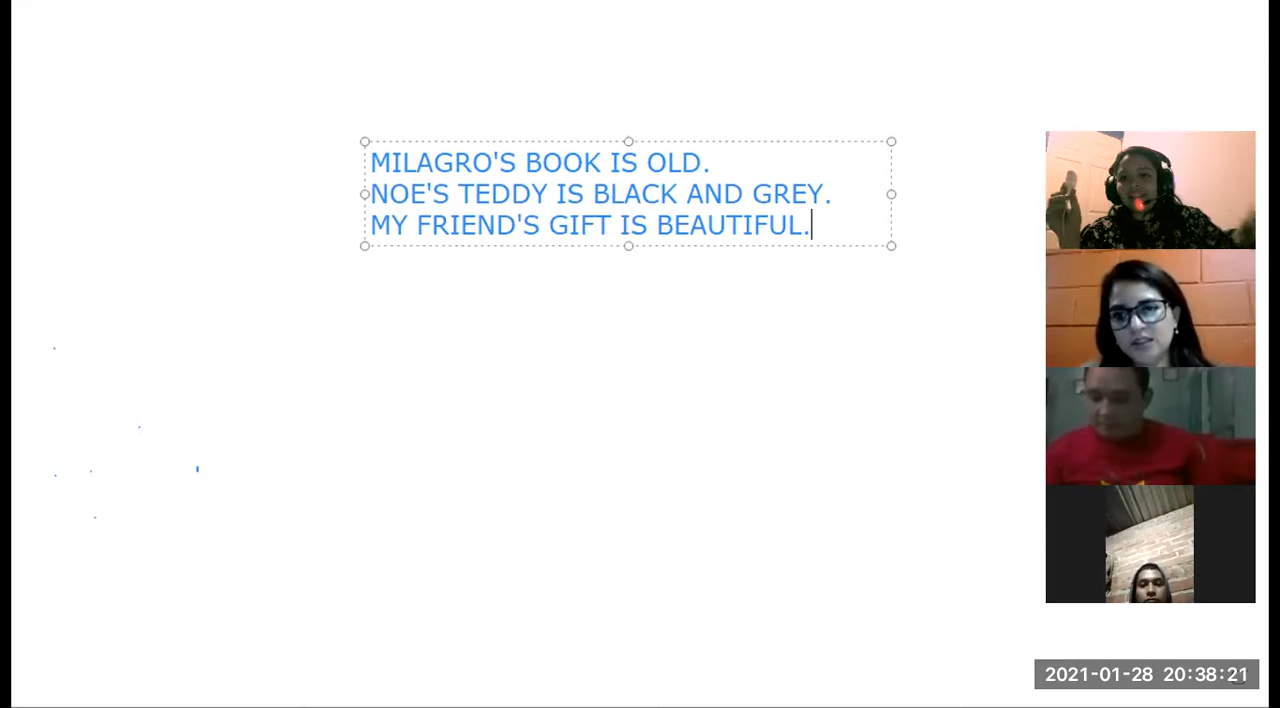 MILAGRO'S BOOK IS OLD.
NOE'S TEDDY IS BLACK AND GREY.
MY FRIEND'S GIFT IS BEAUTIFUL.
2021-01-28 20:38:21